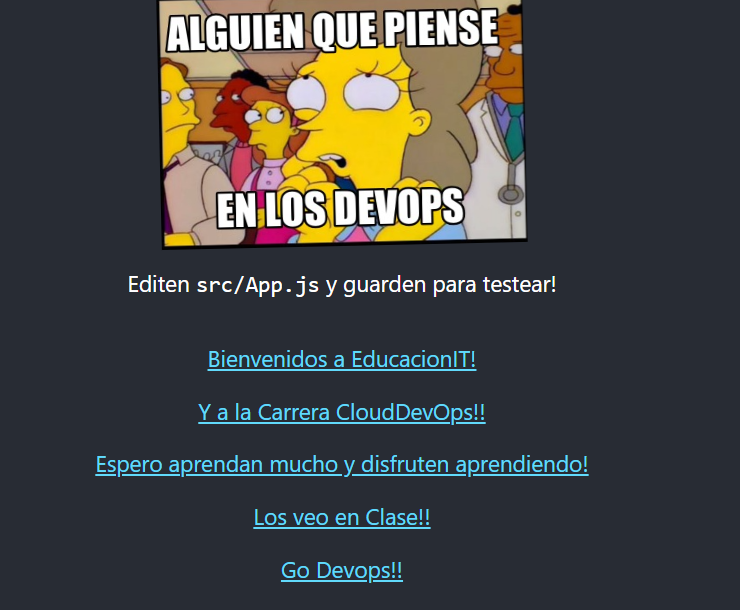 ALGUIEN QUE PIENSE
EN LOS DEVOPS
Editen src/App.js y guarden para testear!
Bienvenidos a EducacionIT!
Y a la Carrera CloudDevOps!!
Espero aprendan mucho y disfruten aprendiendo!
Los veo en Clase!!
Go Devops!!